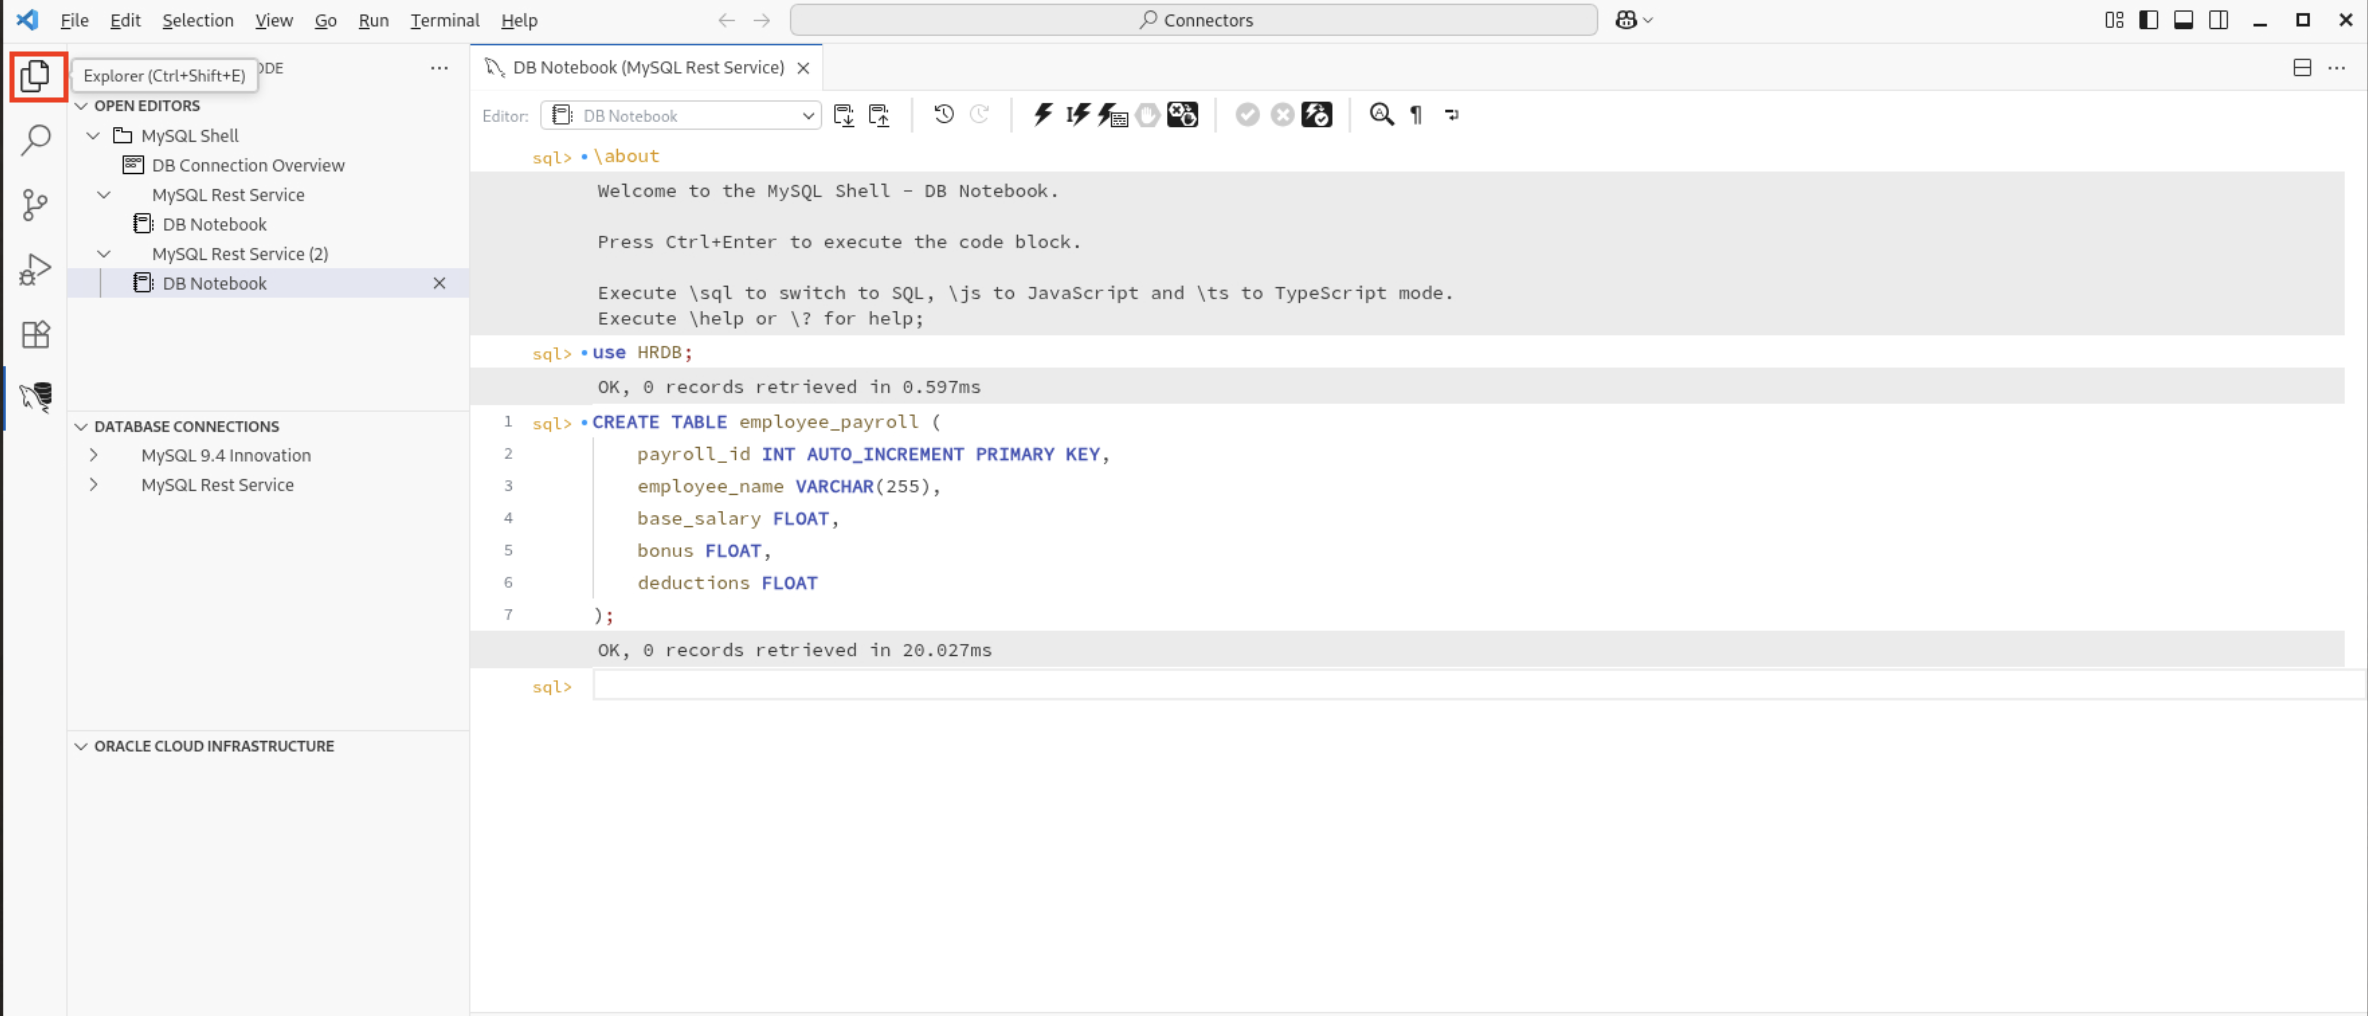 File Edit Selection View Go Run Terminal Help
Connectors
Explorer (Ctrl+Shift+E)
ODE
DB Notebook (MySQL Rest Service)
OPEN EDITORS
MySQL Shell
DB Connection Overview
MySQL Rest Service
DB Notebook
MySQL Rest Service (2)
DB Notebook
DATABASE CONNECTIONS
MySQL 9.4 Innovation
MySQL Rest Service
ORACLE CLOUD INFRASTRUCTURE
Editor: DB Notebook
sql> \about
Welcome to the MySQL Shell - DB Notebook.
Press Ctrl+Enter to execute the code block.
Execute \sql to switch to SQL, \js to JavaScript and \ts to TypeScript mode.
Execute \help or \? for help;
sql> use HRDB;
OK, 0 records retrieved in 0.597ms
1 sql> CREATE TABLE employee_payroll (
2 payroll_id INT AUTO_INCREMENT PRIMARY KEY,
3 employee_name VARCHAR(255),
4 base_salary FLOAT,
5 bonus FLOAT,
6 deductions FLOAT
7 );
OK, 0 records retrieved in 20.027ms
sql>